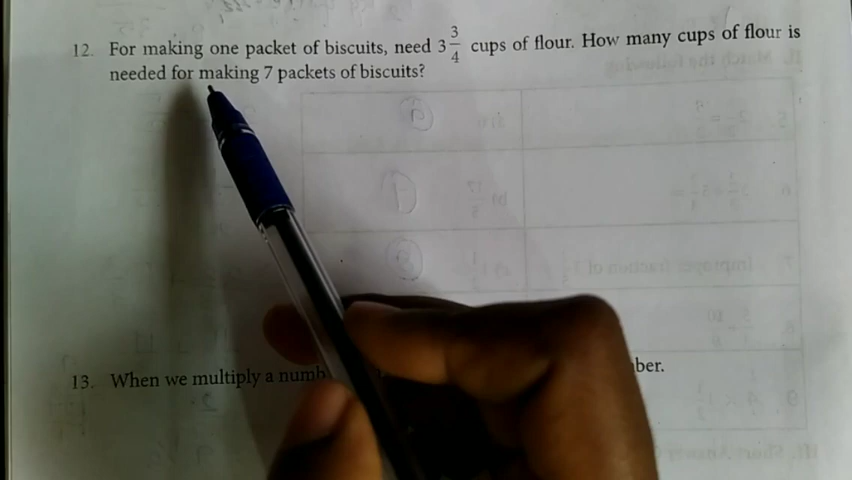 12. For making one packet of biscuits, need 3 3/4 cups of flour. How many cups of flour is
needed for making 7 packets of biscuits?
13. When we multiply a ber.